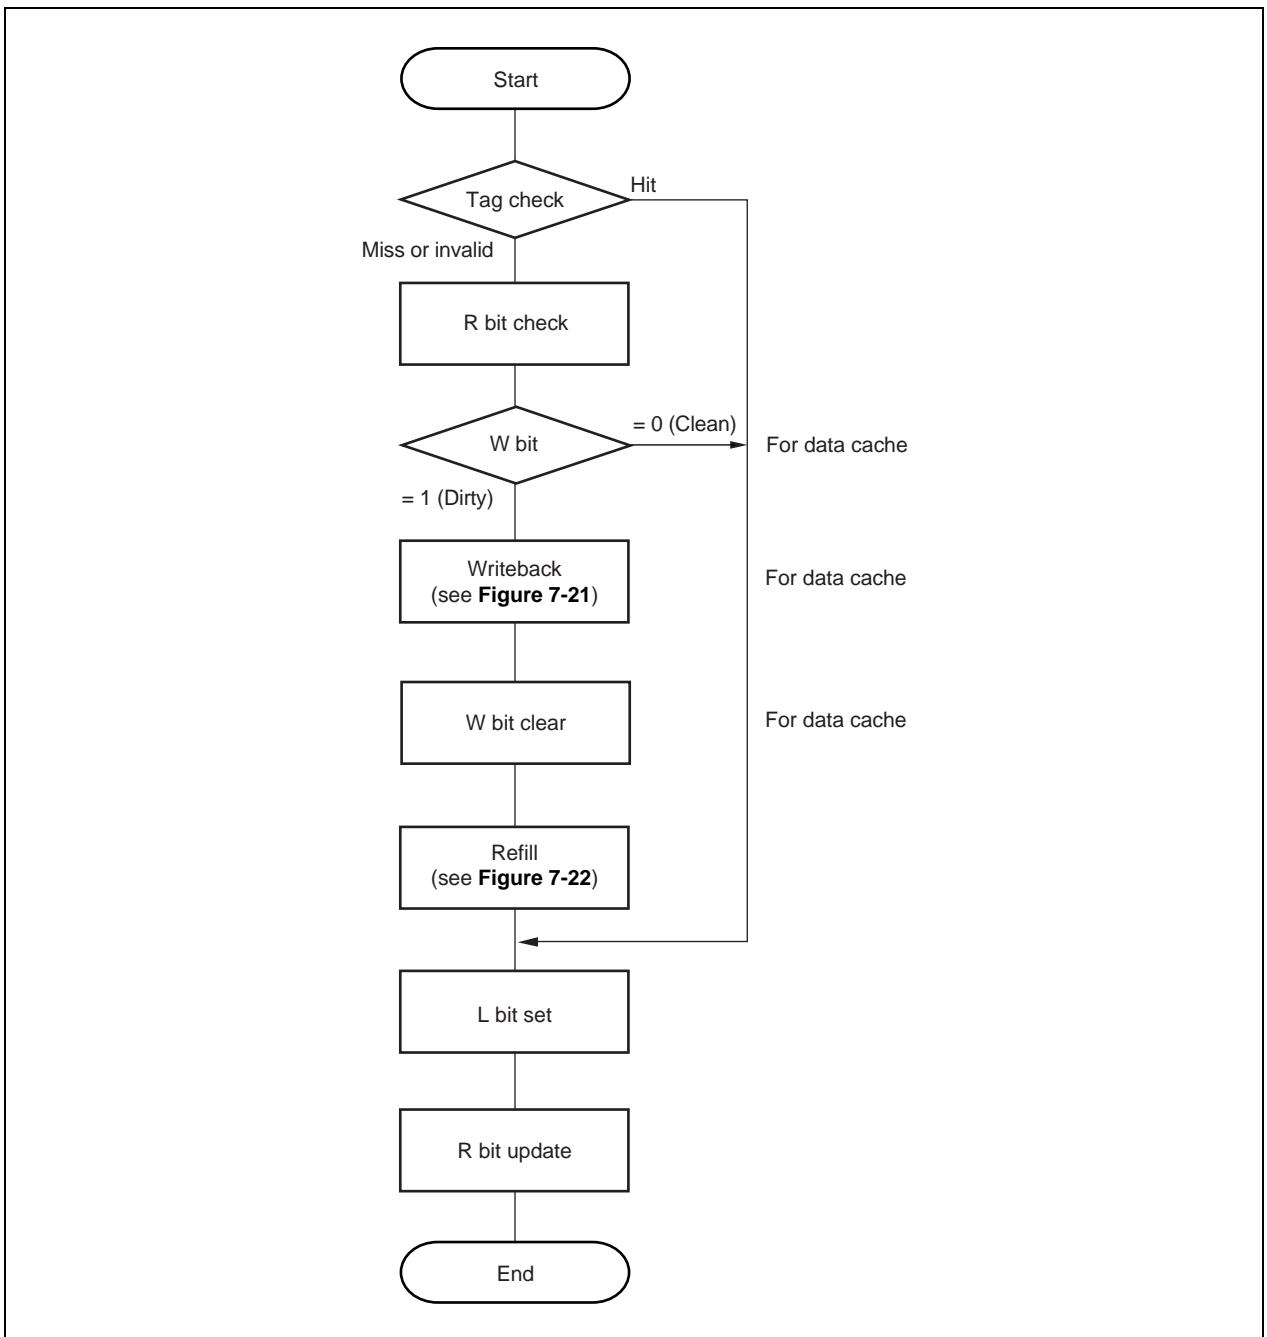 Start
Tag check
Hit
Miss or invalid
R bit check
W bit
= 0 (Clean)
For data cache
= 1 (Dirty)
Writeback
(see Figure 7-21)
For data cache
W bit clear
For data cache
Refill
(see Figure 7-22)
L bit set
R bit update
End